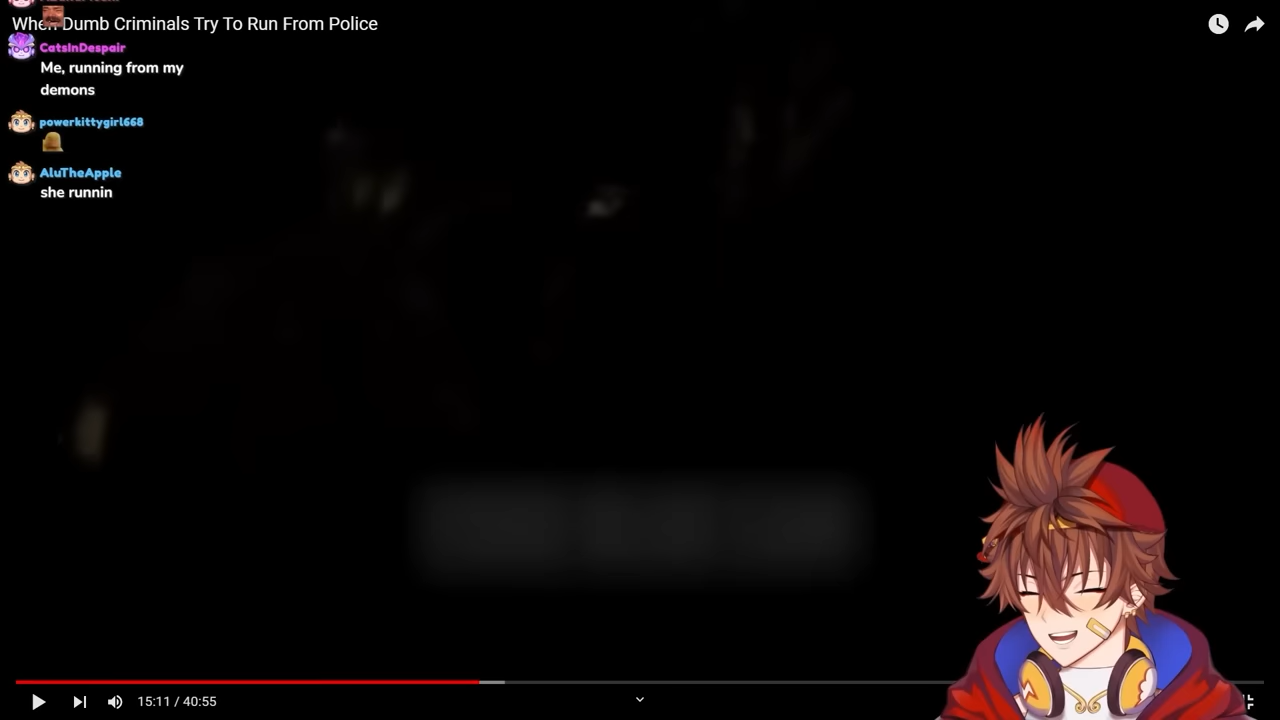 When Dumb Criminals Try To Run From Police
CatsInDespair
Me, running from my
demons
powerkittygirl668
AluTheApple
she runnin
15:11 / 40:55